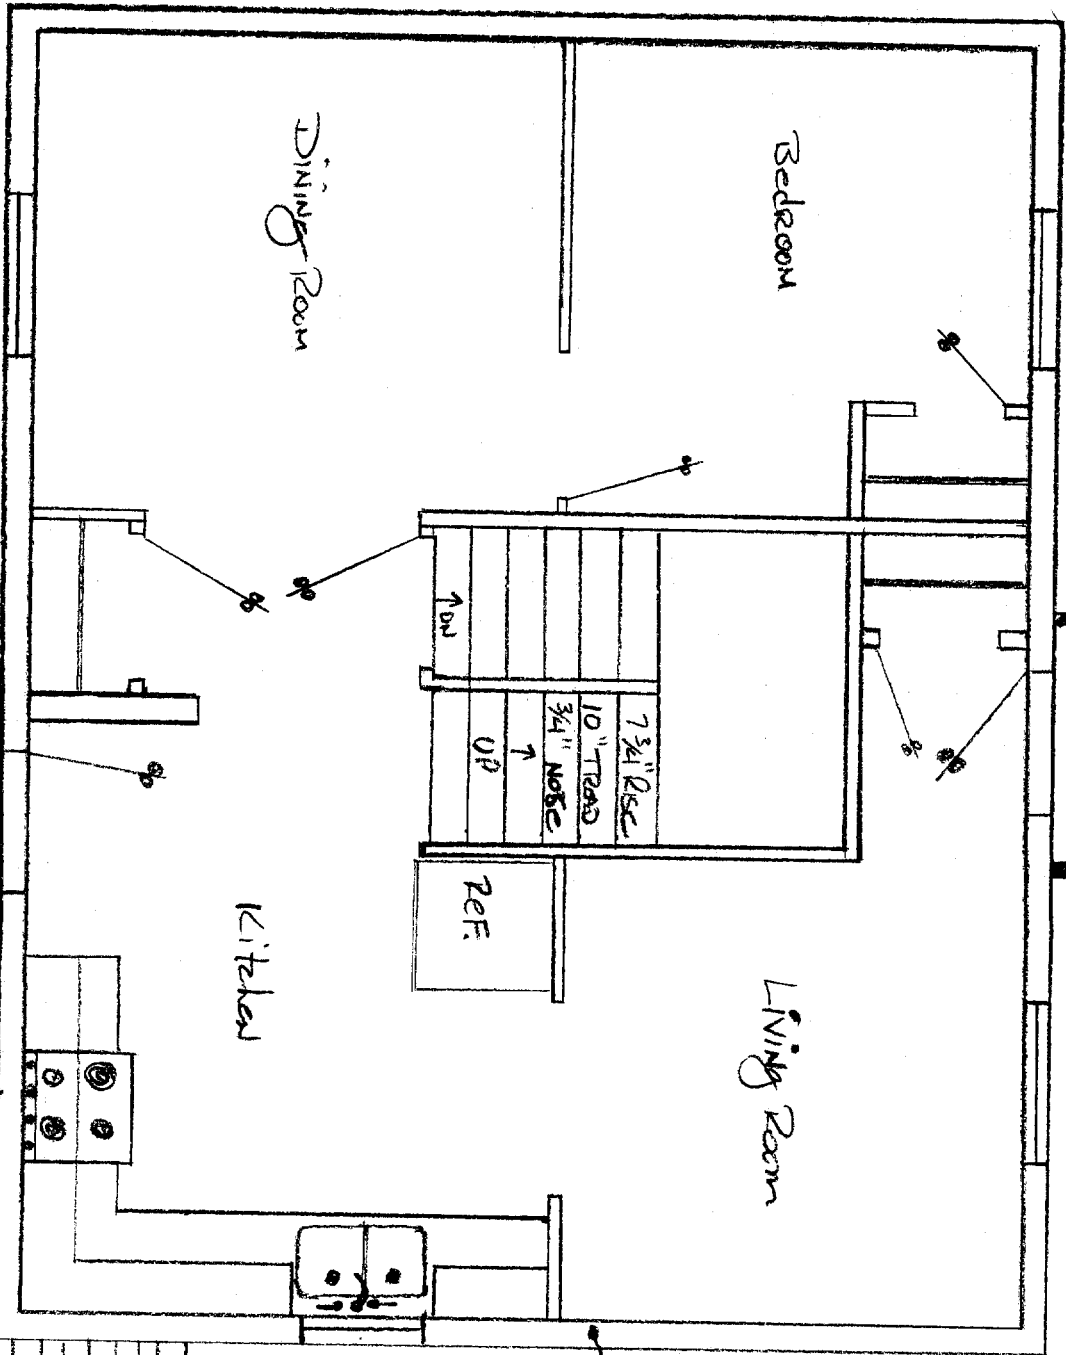 Bedroom
Dining Room
↑ DN
7 3/4" Rise
10" TREAD
3/4" NOSE
↑
UP
REF.
Kitchen
Living Room